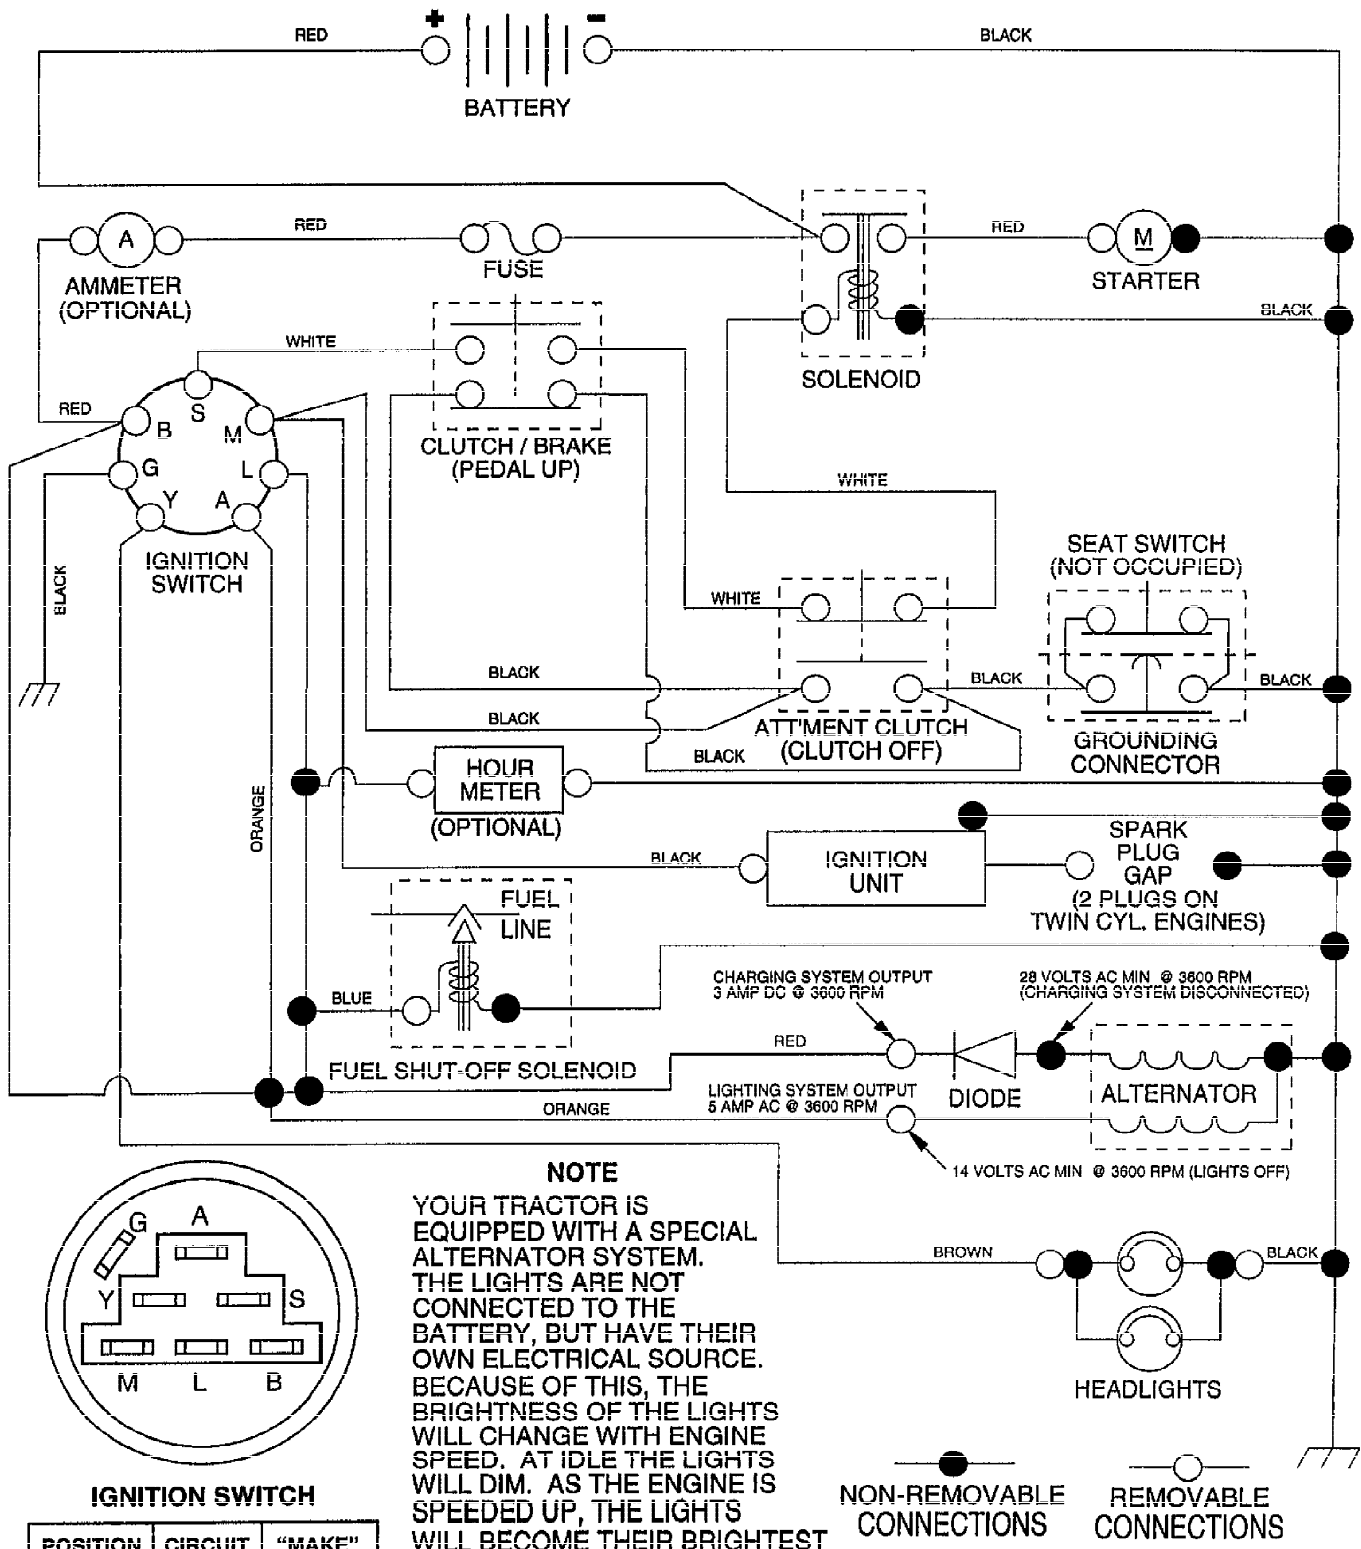 +
-
RED
BLACK
BATTERY
A
RED
RED
M
FUSE
STARTER
AMMETER
(OPTIONAL)
BLACK
WHITE
SOLENOID
RED
S
B
M
G
L
Y
A
CLUTCH / BRAKE
(PEDAL UP)
WHITE
IGNITION
SWITCH
SEAT SWITCH
(NOT OCCUPIED)
BLACK
WHITE
BLACK
BLACK
BLACK
BLACK
ATT'MENT CLUTCH
(CLUTCH OFF)
GROUNDING
CONNECTOR
BLACK
HOUR
METER
(OPTIONAL)
ORANGE
BLACK
IGNITION
UNIT
SPARK
PLUG
GAP
(2 PLUGS ON
TWIN CYL. ENGINES)
FUEL
LINE
BLUE
CHARGING SYSTEM OUTPUT
3 AMP DC @ 3600 RPM
28 VOLTS AC MIN @ 3600 RPM
(CHARGING SYSTEM DISCONNECTED)
RED
FUEL SHUT-OFF SOLENOID
LIGHTING SYSTEM OUTPUT
5 AMP AC @ 3600 RPM
DIODE
ALTERNATOR
ORANGE
14 VOLTS AC MIN @ 3600 RPM (LIGHTS OFF)
NOTE
YOUR TRACTOR IS
EQUIPPED WITH A SPECIAL
ALTERNATOR SYSTEM.
THE LIGHTS ARE NOT
CONNECTED TO THE
BATTERY, BUT HAVE THEIR
OWN ELECTRICAL SOURCE.
BECAUSE OF THIS, THE
BRIGHTNESS OF THE LIGHTS
WILL CHANGE WITH ENGINE
SPEED. AT IDLE THE LIGHTS
WILL DIM. AS THE ENGINE IS
SPEEDED UP, THE LIGHTS
WILL BECOME THEIR BRIGHTEST
BROWN
BLACK
HEADLIGHTS
G
A
Y
S
M
L
B
IGNITION SWITCH
POSITION CIRCUIT "MAKE"
NON-REMOVABLE
CONNECTIONS
REMOVABLE
CONNECTIONS